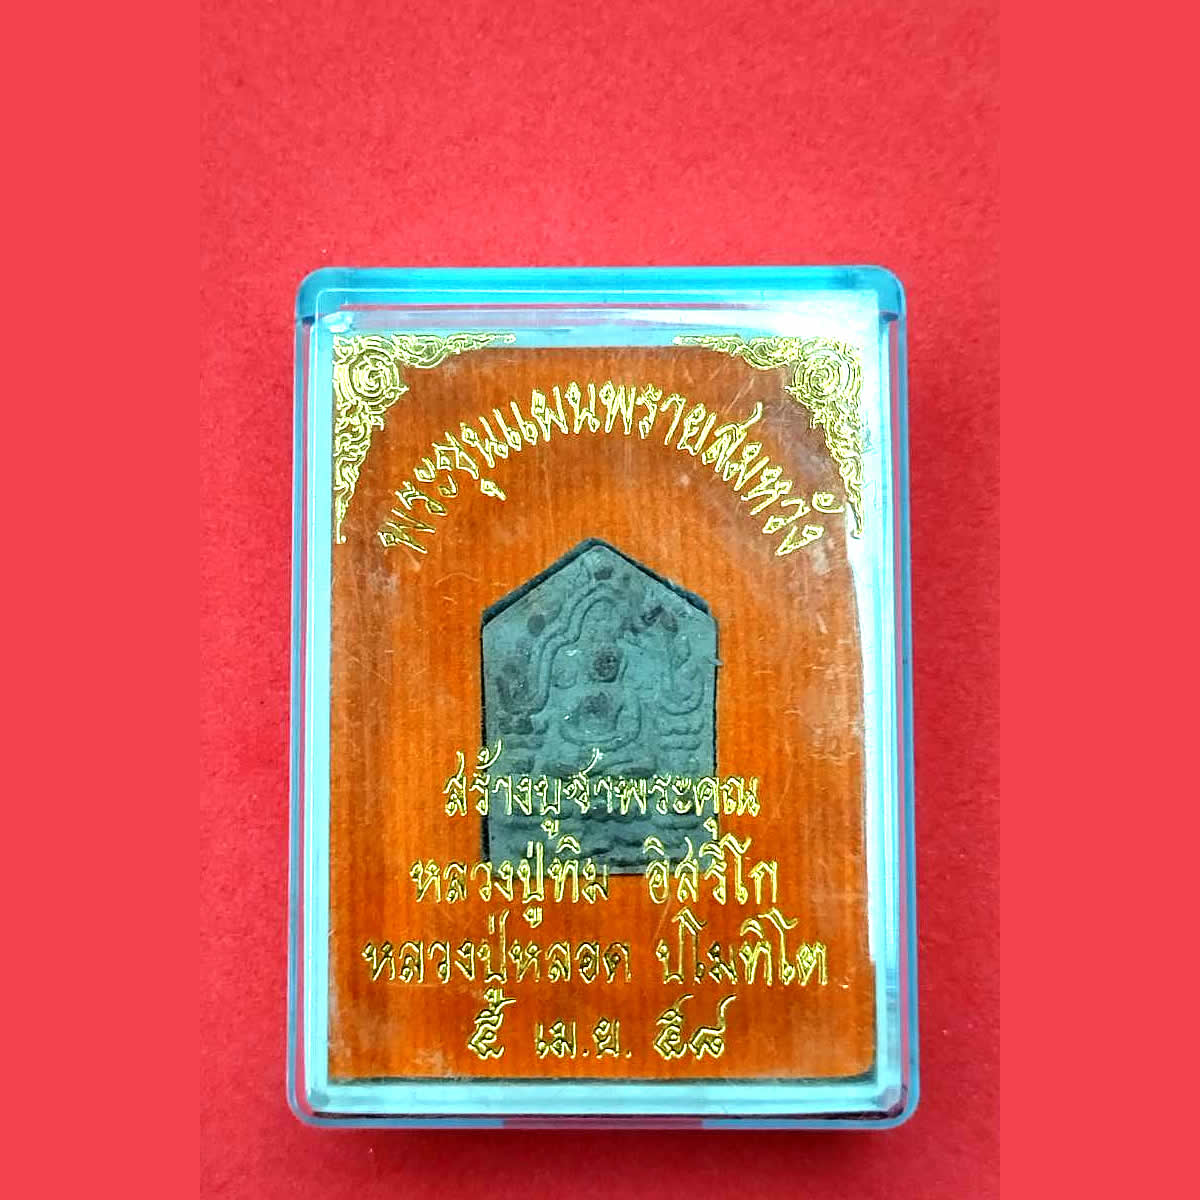 พระขุนแผนพรายสมหวัง
สร้างบูชาพระคุณ
หลวงปู่ทิม อิสริโก
หลวงปู่หลอด ปโมทิโต
๕ เม.ย. ๕๘